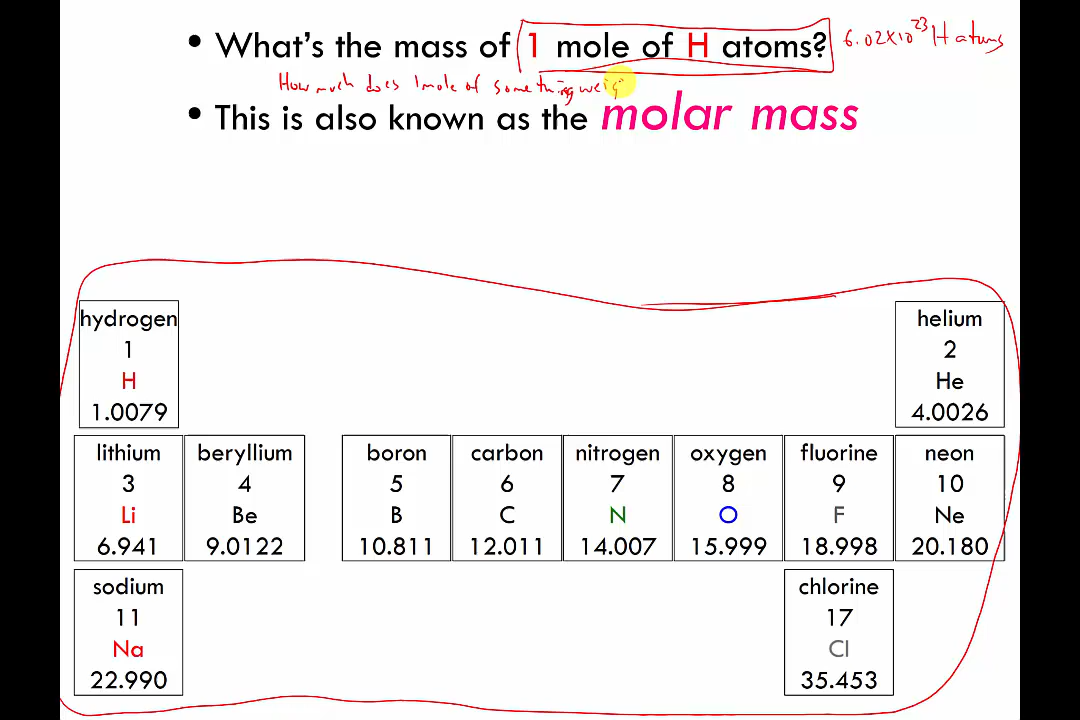 • What's the mass of 1 mole of H atoms? 6.02×10²³ H atoms
How much does 1 mole of something
• This is also known as the molar mass
hydrogen helium
1 2
H He
1.0079 4.0026
lithium beryllium boron carbon nitrogen oxygen fluorine neon
3 4 5 6 7 8 9 10
Li Be B C N O F Ne
6.941 9.0122 10.811 12.011 14.007 15.999 18.998 20.180
sodium chlorine
11 17
Na Cl
22.990 35.453